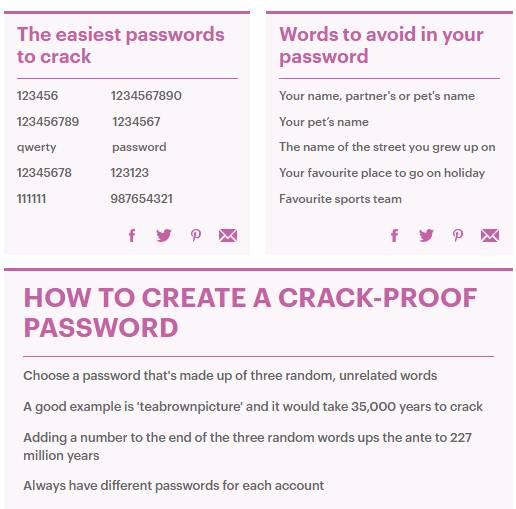 The easiest passwords
to crack
123456 1234567890
123456789 1234567
qwerty password
12345678 123123
111111 987654321
Words to avoid in your
password
Your name, partner's or pet's name
Your pet's name
The name of the street you grew up on
Your favourite place to go on holiday
Favourite sports team
HOW TO CREATE A CRACK-PROOF
PASSWORD
Choose a password that's made up of three random, unrelated words
A good example is 'teabrownpicture' and it would take 35,000 years to crack
Adding a number to the end of the three random words ups the ante to 227
million years
Always have different passwords for each account